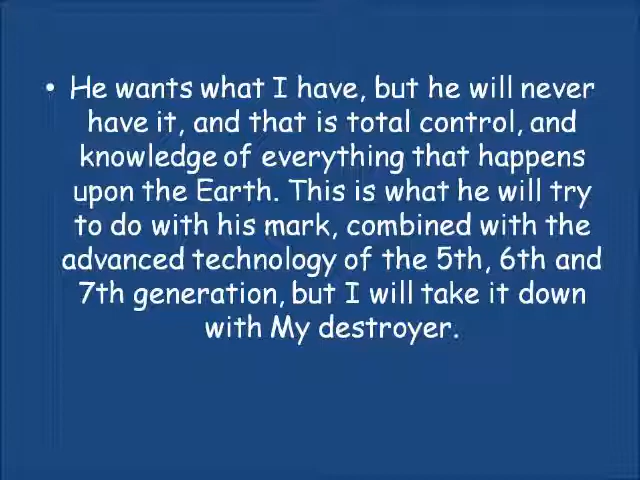 • He wants what I have, but he will never
have it, and that is total control, and
knowledge of everything that happens
upon the Earth. This is what he will try
to do with his mark, combined with the
advanced technology of the 5th, 6th and
7th generation, but I will take it down
with My destroyer.